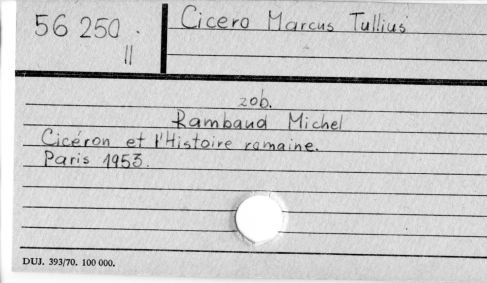 56 250
II
Cicero Marcus Tullius
zob.
Rambaud Michel
Cicéron et l'Histoire romaine.
Paris 1953.
DUJ. 393/70. 100 000.